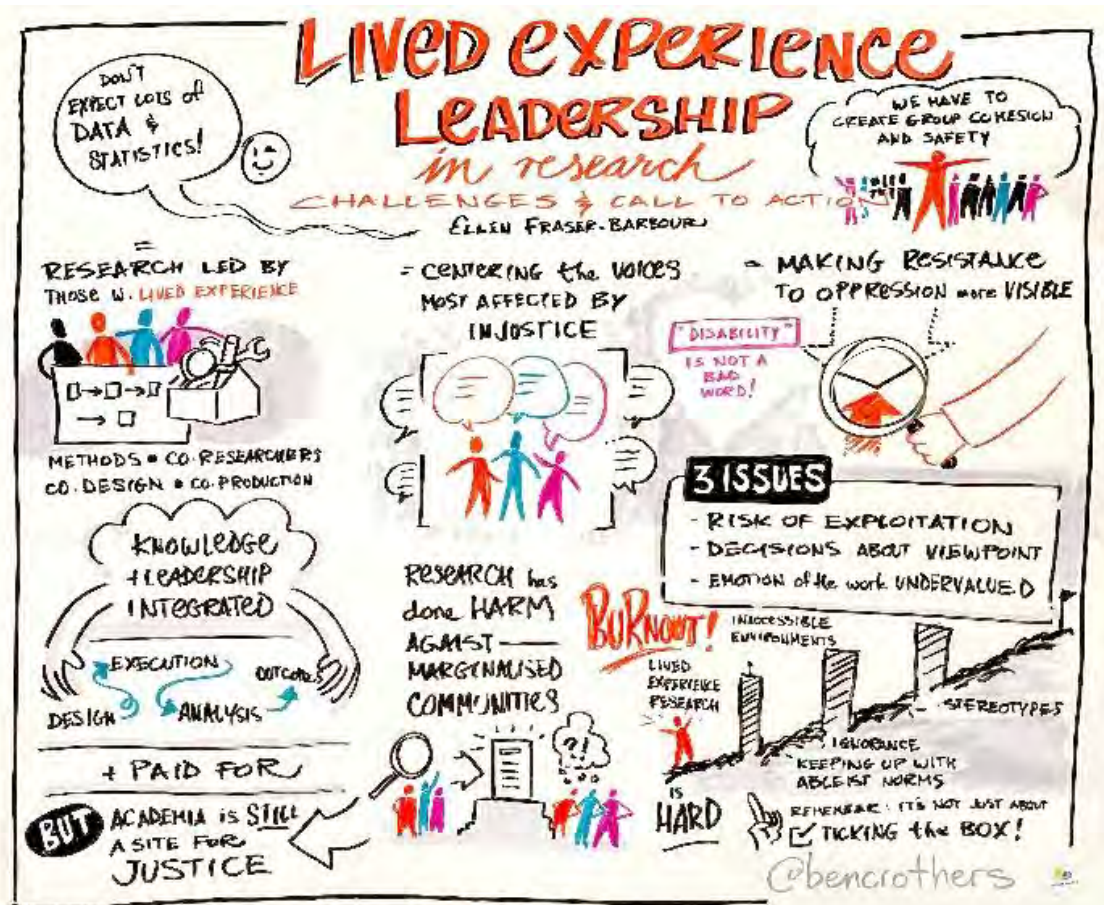 LIVED EXPERIENCE
LEADERSHIP
in research
CHALLENGES & CALL TO ACTION
ELLEN FRASER-BARBOUR
DON'T
EXPECT LOTS of
DATA &
STATISTICS!
WE HAVE TO
CREATE GROUP COHESION
AND SAFETY
=
RESEARCH LED BY
THOSE W. LIVED EXPERIENCE
METHODS • CO-RESEARCHERS
CO-DESIGN • CO-PRODUCTION
KNOWLEDGE
+ LEADERSHIP
INTEGRATED
EXECUTION
OUTCOMES
DESIGN
ANALYSIS
+ PAID FOR
BUT
ACADEMIA is STILL
A SITE FOR
JUSTICE
= CENTERING the VOICES
MOST AFFECTED BY
INJUSTICE
RESEARCH has
done HARM
AGAINST
MARGINALISED
COMMUNITIES
?!
= MAKING RESISTANCE
TO OPPRESSION more VISIBLE
"DISABILITY"
IS NOT A
BAD
WORD!
3 ISSUES
- RISK OF EXPLOITATION
- DECISIONS ABOUT VIEWPOINT
- EMOTION of the work UNDERVALUED
BURNOUT!
INACCESSIBLE
ENVIRONMENTS
LIVED
EXPERIENCE
RESEARCH
IS
HARD
STEREOTYPES
IGNORANCE
KEEPING UP WITH
ABLEIST NORMS
REMEMBER: IT'S NOT JUST ABOUT
TICKING the BOX!
@bencrothers